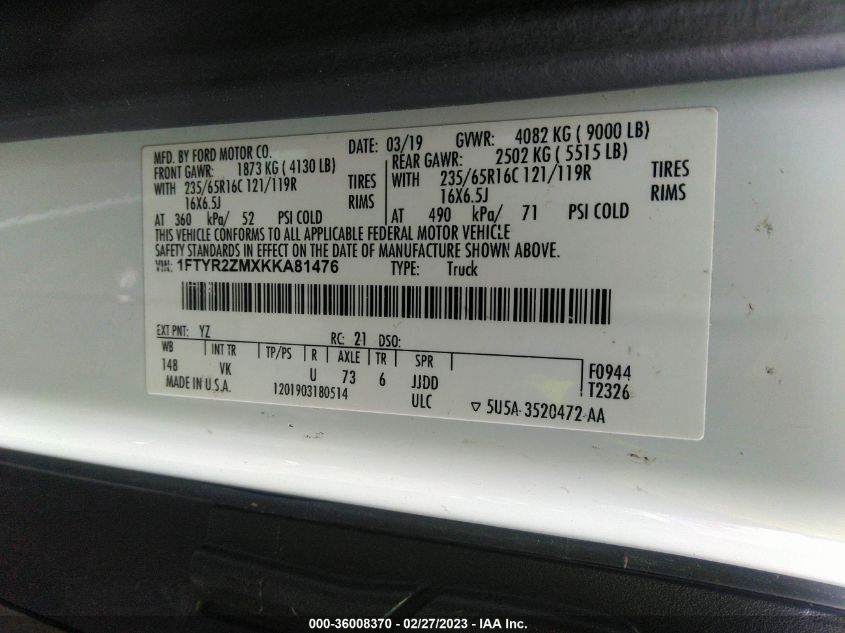 MFD. BY FORD MOTOR CO. DATE: 03/19 GVWR: 4082 KG ( 9000 LB)
FRONT GAWR: 1873 KG ( 4130 LB) REAR GAWR: 2502 KG ( 5515 LB)
WITH 235/65R16C 121/119R TIRES WITH 235/65R16C 121/119R TIRES
16X6.5J RIMS 16X6.5J RIMS
AT 360 kPa/ 52 PSI COLD AT 490 kPa/ 71 PSI COLD
THIS VEHICLE CONFORMS TO ALL APPLICABLE FEDERAL MOTOR VEHICLE
SAFETY STANDARDS IN EFFECT ON THE DATE OF MANUFACTURE SHOWN ABOVE.
VIN: 1FTYR2ZMXKKA81476 TYPE: Truck
EXT PNT: YZ RC: 21 DSO:
WB INT TR TP/PS R AXLE TR SPR
148 VK U 73 6 JJDD F0944
MADE IN U.S.A. 1201903180514 ULC T2326
5U5A-3520472-AA
000-36008370 - 02/27/2023 - IAA Inc.